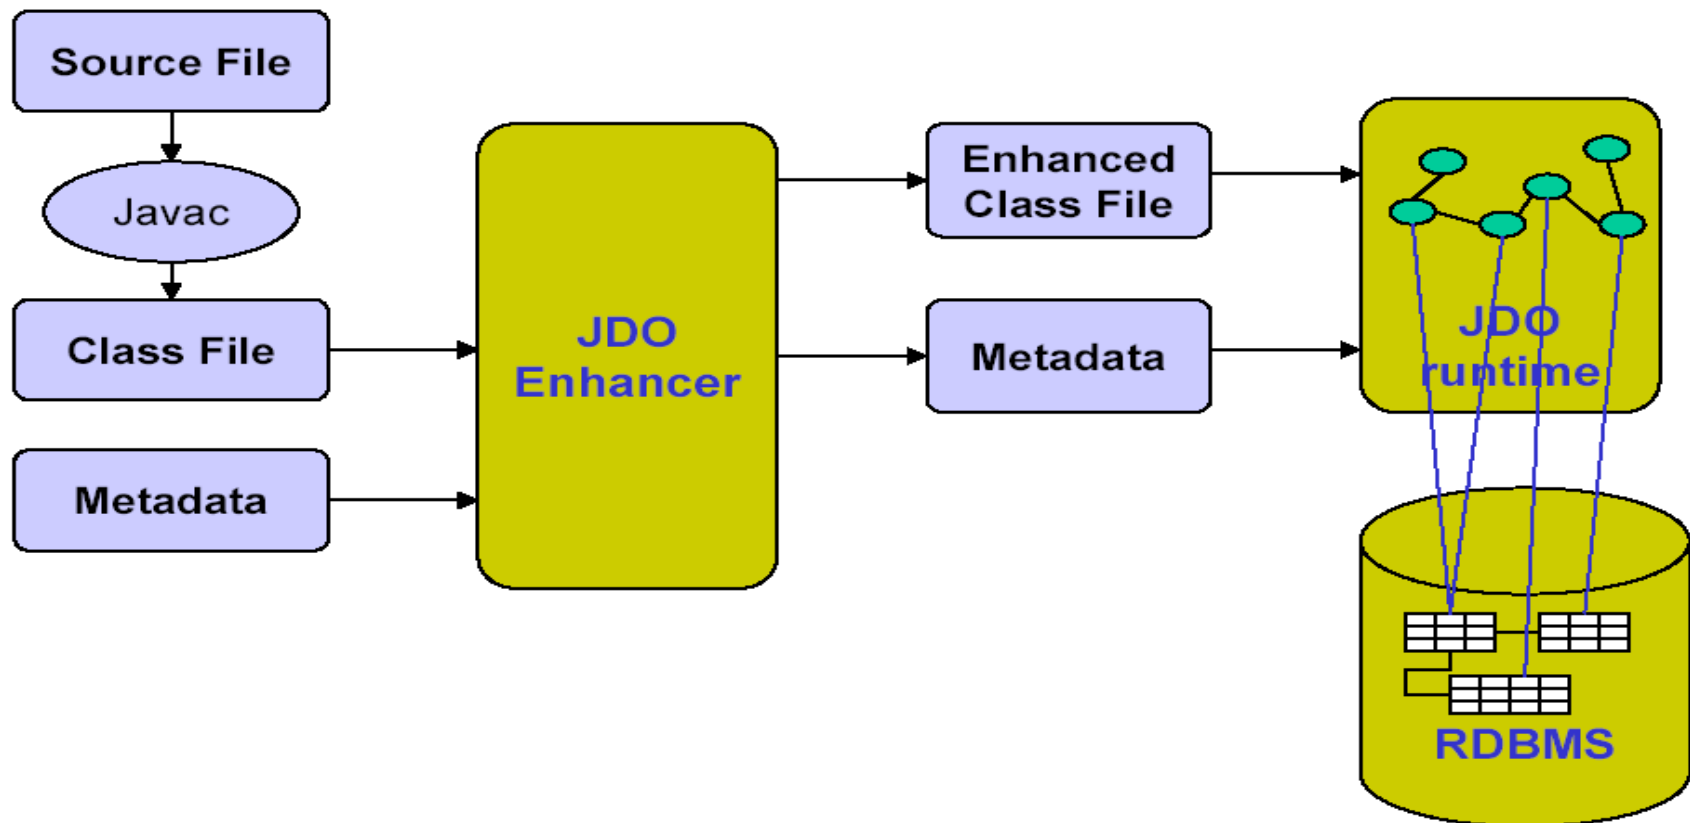 Source File
Javac
Class File
Metadata
JDO
Enhancer
Enhanced
Class File
Metadata
JDO
runtime
RDBMS